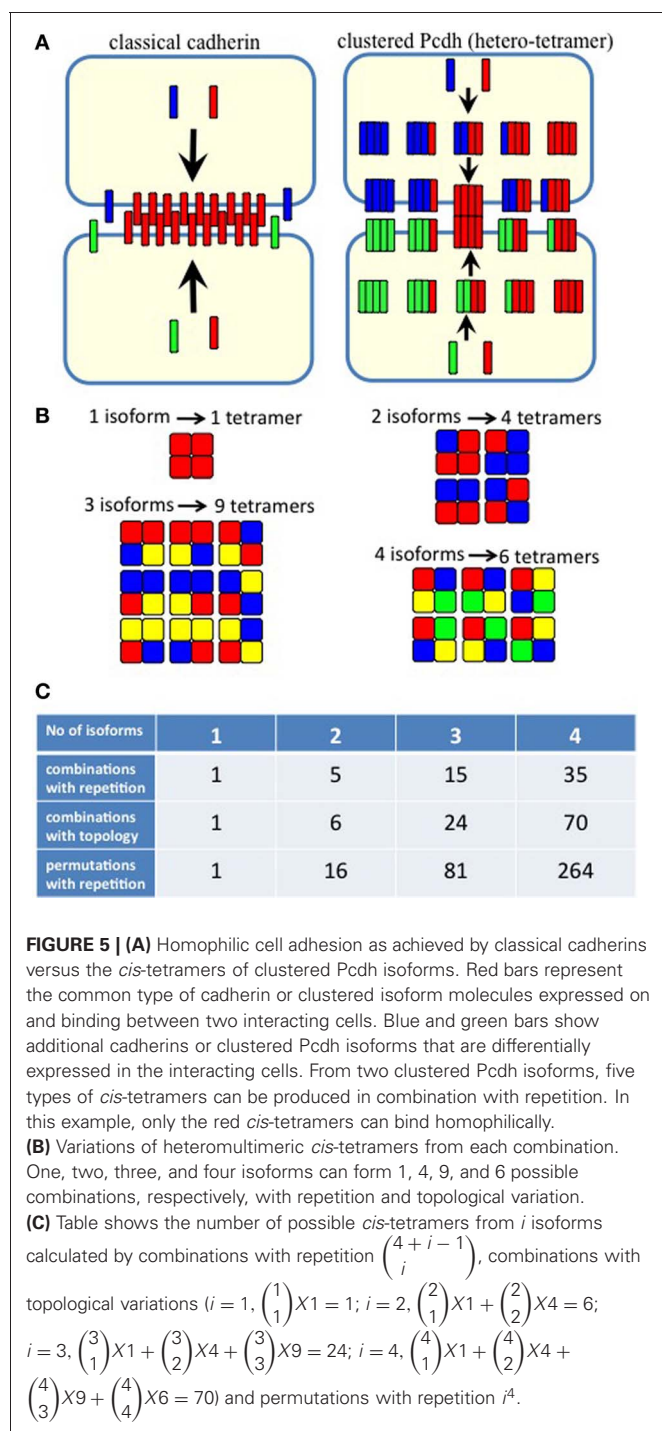 A
classical cadherin
clustered Pcdh (hetero-tetramer)
B
1 isoform → 1 tetramer
2 isoforms → 4 tetramers
3 isoforms → 9 tetramers
4 isoforms → 6 tetramers
C
No of isoforms 1 2 3 4
combinations with repetition 1 5 15 35
combinations with topology 1 6 24 70
permutations with repetition 1 16 81 264
FIGURE 5 | (A) Homophilic cell adhesion as achieved by classical cadherins
versus the cis-tetramers of clustered Pcdh isoforms. Red bars represent
the common type of cadherin or clustered isoform molecules expressed on
and binding between two interacting cells. Blue and green bars show
additional cadherins or clustered Pcdh isoforms that are differentially
expressed in the interacting cells. From two clustered Pcdh isoforms, five
types of cis-tetramers can be produced in combination with repetition. In
this example, only the red cis-tetramers can bind homophilically.
(B) Variations of heteromultimeric cis-tetramers from each combination.
One, two, three, and four isoforms can form 1, 4, 9, and 6 possible
combinations, respectively, with repetition and topological variation.
(C) Table shows the number of possible cis-tetramers from i isoforms
calculated by combinations with repetition (4 + i − 1 / i), combinations with
topological variations (i = 1, (1 / 1)X1 = 1; i = 2, (2 / 1)X1 + (2 / 2)X4 = 6;
i = 3, (3 / 1)X1 + (3 / 2)X4 + (3 / 3)X9 = 24; i = 4, (4 / 1)X1 + (4 / 2)X4 +
(4 / 3)X9 + (4 / 4)X6 = 70) and permutations with repetition i⁴.